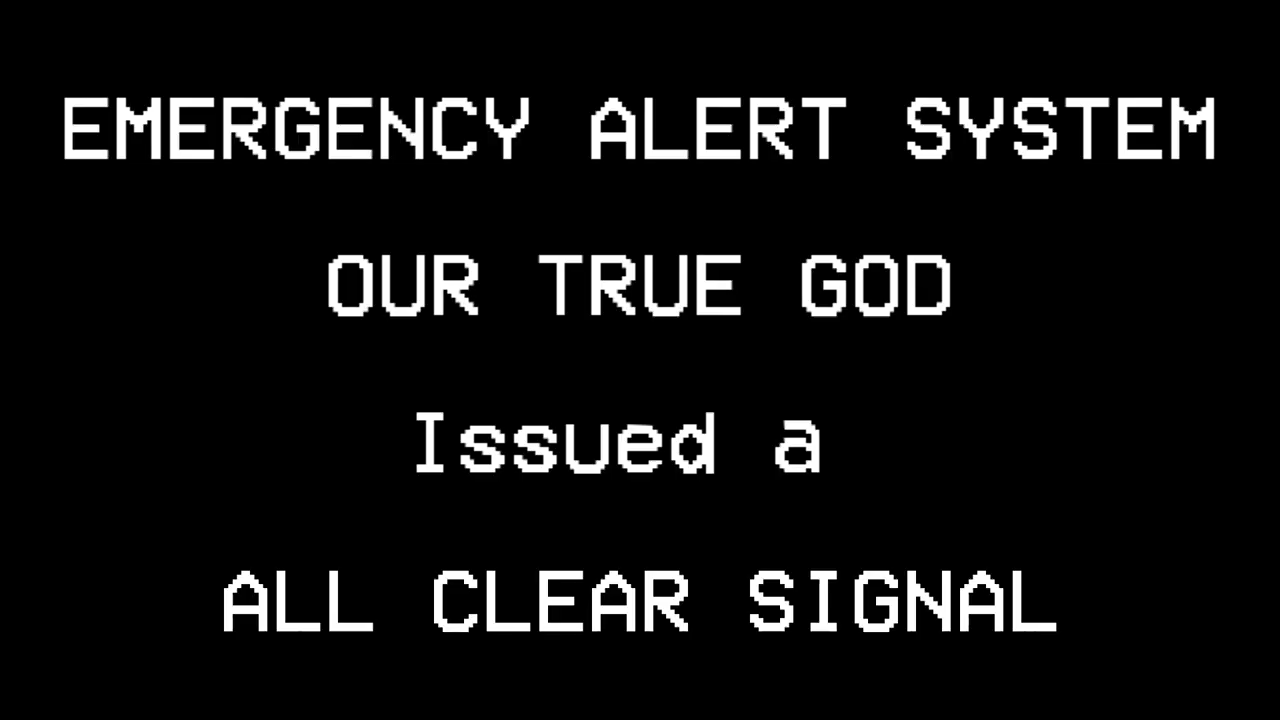 EMERGENCY ALERT SYSTEM
OUR TRUE GOD
Issued a
ALL CLEAR SIGNAL